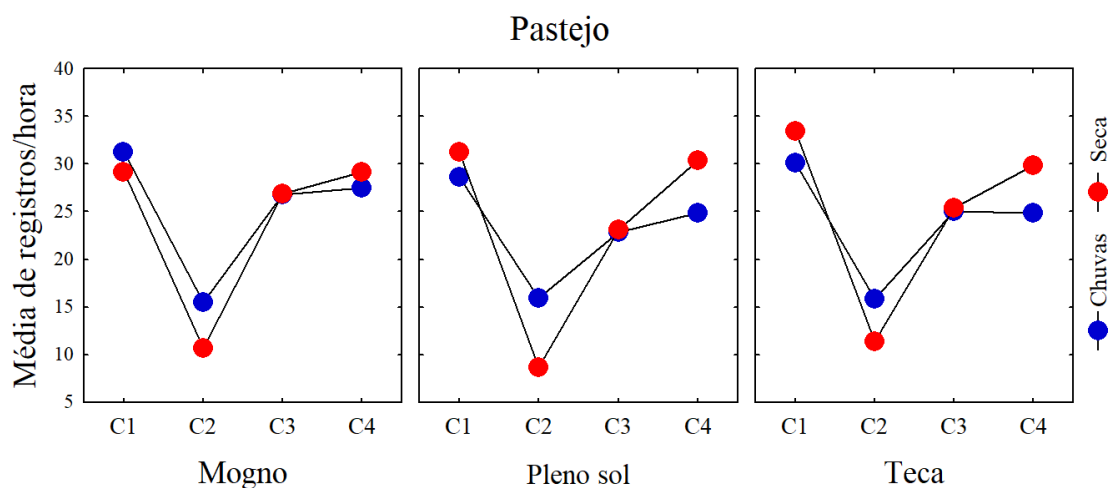 Pastejo
Média de registros/hora
40
35
30
25
20
15
10
5
C1 C2 C3 C4
C1 C2 C3 C4
C1 C2 C3 C4
Mogno
Pleno sol
Teca
Chuvas
Seca